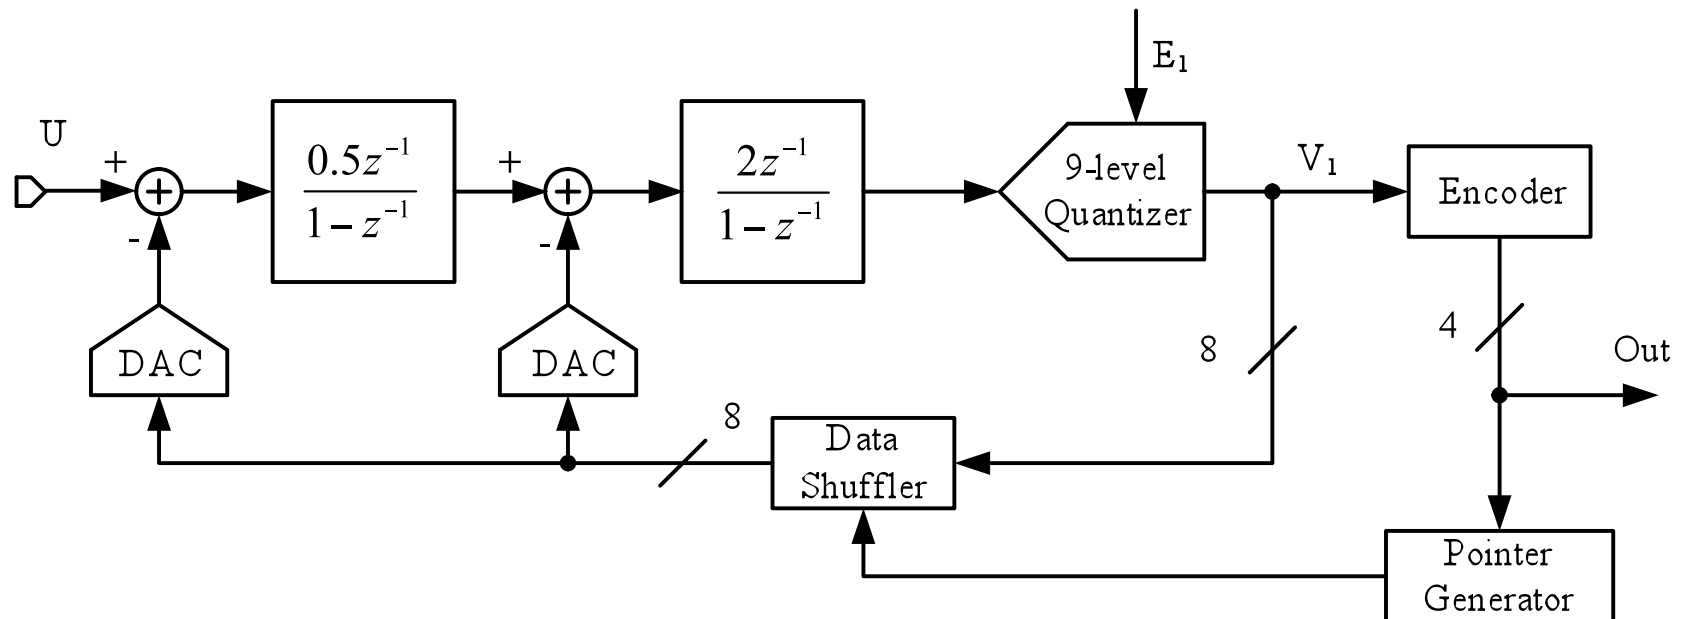 E₁
U
+
0.5z⁻¹
1 − z⁻¹
+
2z⁻¹
1 − z⁻¹
9-level
Quantizer
V₁
Encoder
-
-
DAC
DAC
8
4
Out
8
Data
Shuffler
Pointer
Generator